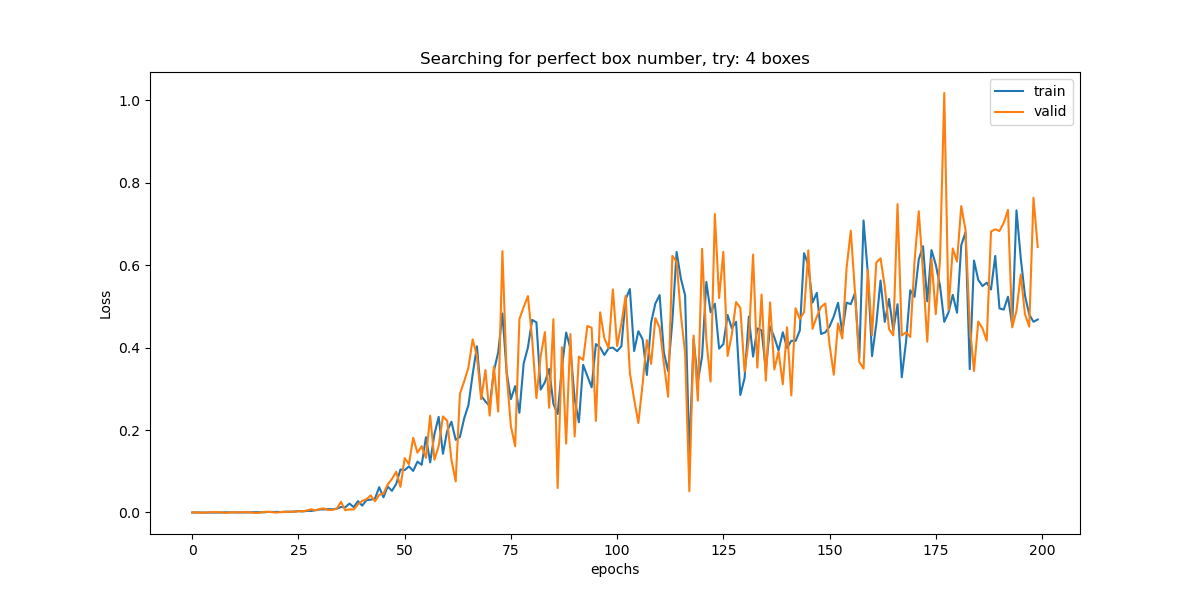 Searching for perfect box number, try: 4 boxes
train
valid
1.0
0.8
0.6
0.4
0.2
0.0
Loss
0 25 50 75 100 125 150 175 200
epochs